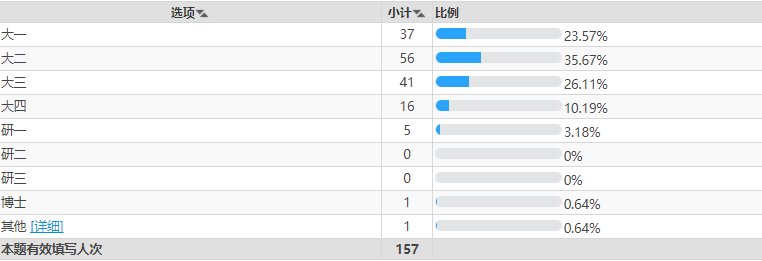 选项 小计 比例
大一 37 23.57%
大二 56 35.67%
大三 41 26.11%
大四 16 10.19%
研一 5 3.18%
研二 0 0%
研三 0 0%
博士 1 0.64%
其他 [详细] 1 0.64%
本题有效填写人次 157